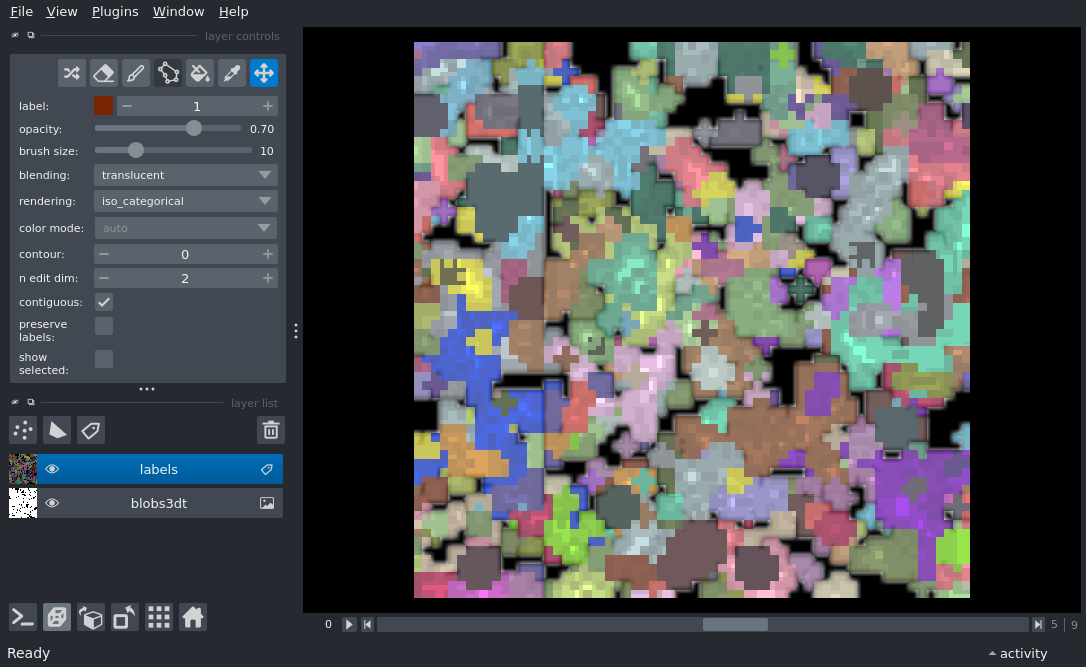 File View Plugins Window Help
layer controls
label: 1
opacity: 0.70
brush size: 10
blending: translucent
rendering: iso_categorical
color mode: auto
contour: 0
n edit dim: 2
contiguous:
preserve
labels:
show
selected:
layer list
labels
blobs3dt
0 5 9
Ready
activity